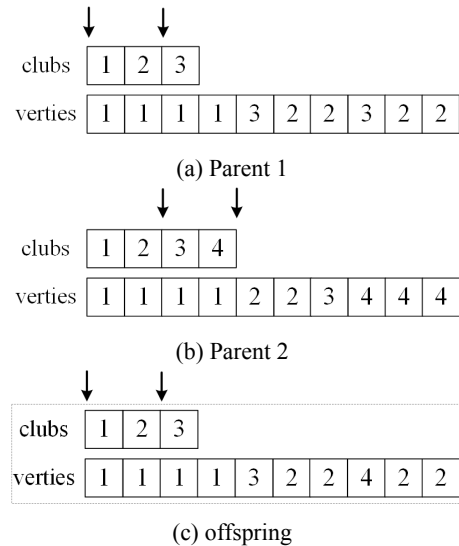 clubs 1 2 3
verties 1 1 1 1 3 2 2 3 2 2
(a) Parent 1
clubs 1 2 3 4
verties 1 1 1 1 2 2 3 4 4 4
(b) Parent 2
clubs 1 2 3
verties 1 1 1 1 3 2 2 4 2 2
(c) offspring